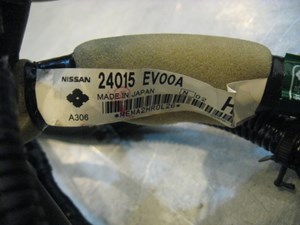 NISSAN 24015 EV00A
MADE IN JAPAN
A306
H